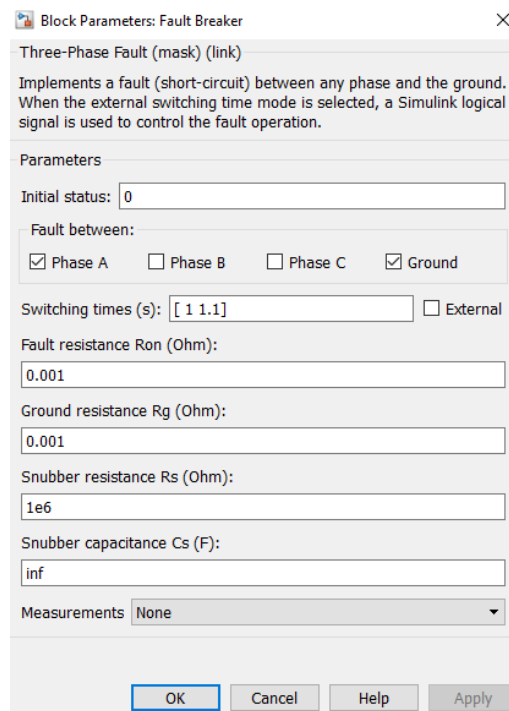 Block Parameters: Fault Breaker
Three-Phase Fault (mask) (link)
Implements a fault (short-circuit) between any phase and the ground.
When the external switching time mode is selected, a Simulink logical
signal is used to control the fault operation.
Parameters
Initial status: 0
Fault between:
Phase A Phase B Phase C Ground
Switching times (s): [ 1 1.1] External
Fault resistance Ron (Ohm):
0.001
Ground resistance Rg (Ohm):
0.001
Snubber resistance Rs (Ohm):
1e6
Snubber capacitance Cs (F):
inf
Measurements None
OK Cancel Help Apply